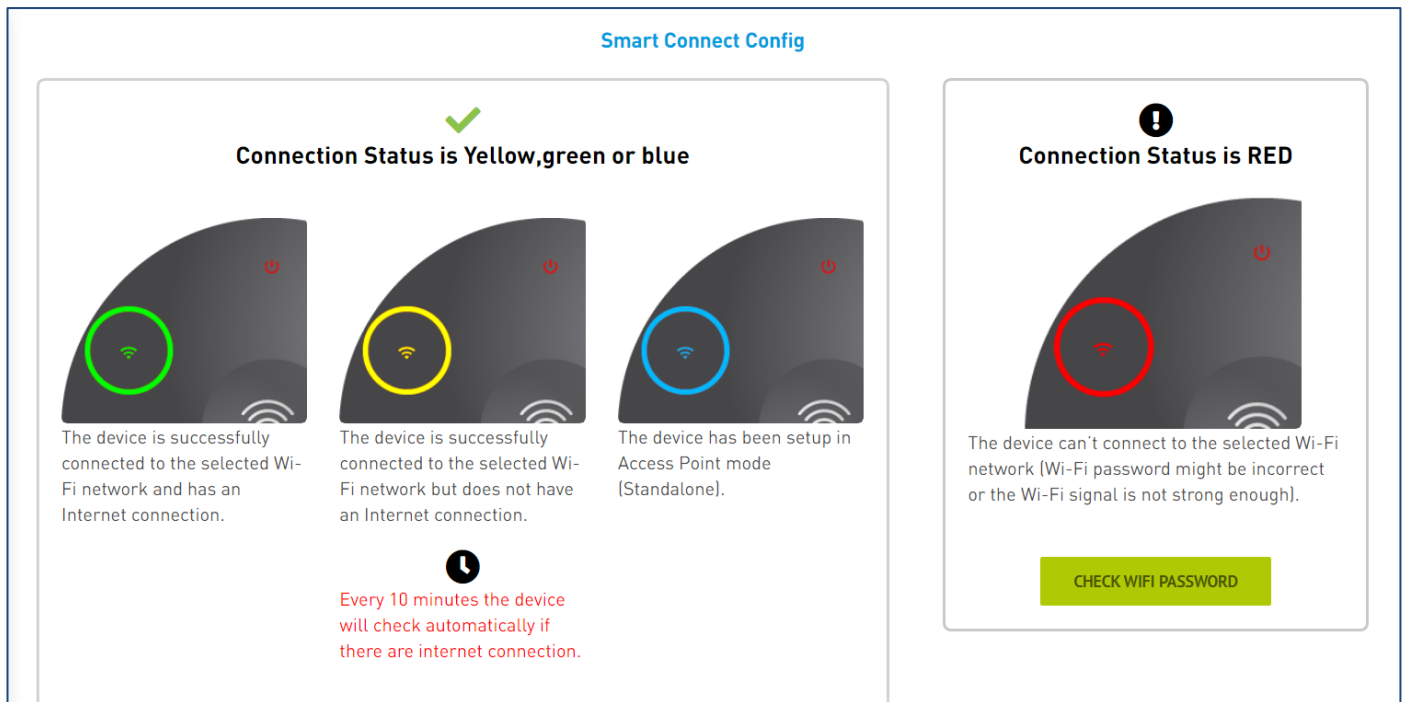 Smart Connect Config
Connection Status is Yellow,green or blue
The device is successfully
connected to the selected Wi-
Fi network and has an
Internet connection.
The device is successfully
connected to the selected Wi-
Fi network but does not have
an Internet connection.
Every 10 minutes the device
will check automatically if
there are internet connection.
The device has been setup in
Access Point mode
(Standalone).
Connection Status is RED
The device can't connect to the selected Wi-Fi
network (Wi-Fi password might be incorrect
or the Wi-Fi signal is not strong enough).
CHECK WIFI PASSWORD